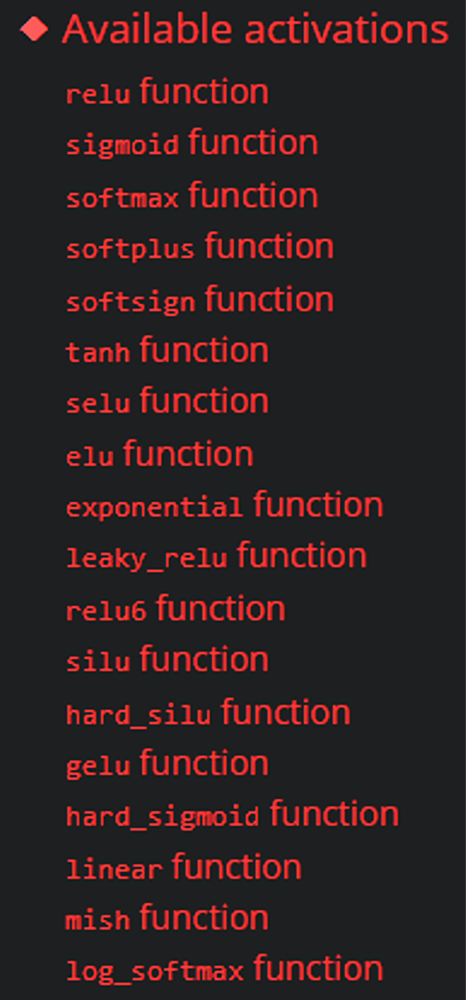 Available activations
relu function
sigmoid function
softmax function
softplus function
softsign function
tanh function
selu function
elu function
exponential function
leaky_relu function
relu6 function
silu function
hard_silu function
gelu function
hard_sigmoid function
linear function
mish function
log_softmax function